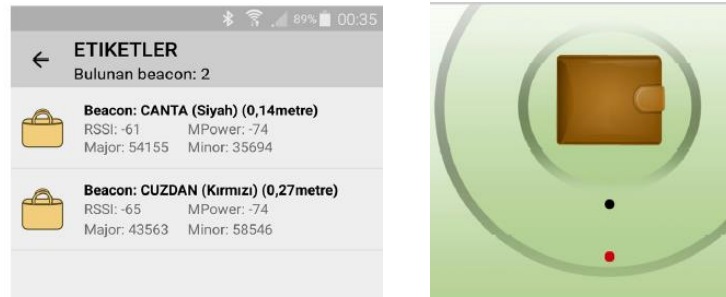 89% 00:35
ETIKETLER
Bulunan beacon: 2
Beacon: CANTA (Siyah) (0,14metre)
RSSI: -61 MPower: -74
Major: 54155 Minor: 35694
Beacon: CUZDAN (Kırmızı) (0,27metre)
RSSI: -65 MPower: -74
Major: 43563 Minor: 58546